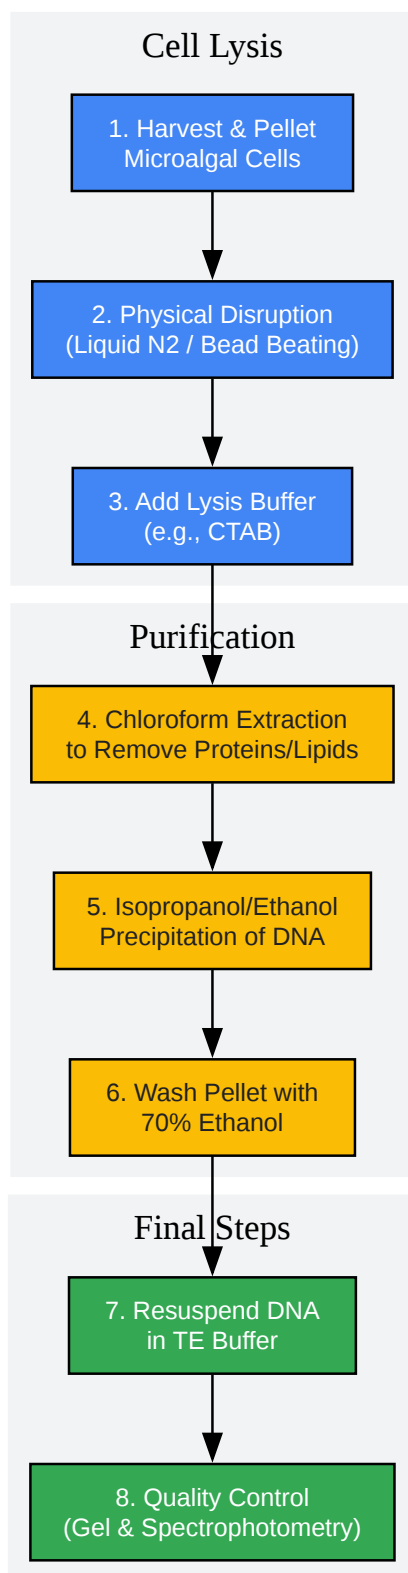 Cell Lysis
1. Harvest & Pellet
Microalgal Cells
2. Physical Disruption
(Liquid N2 / Bead Beating)
3. Add Lysis Buffer
(e.g., CTAB)
Purification
4. Chloroform Extraction
to Remove Proteins/Lipids
5. Isopropanol/Ethanol
Precipitation of DNA
6. Wash Pellet with
70% Ethanol
Final Steps
7. Resuspend DNA
in TE Buffer
8. Quality Control
(Gel & Spectrophotometry)